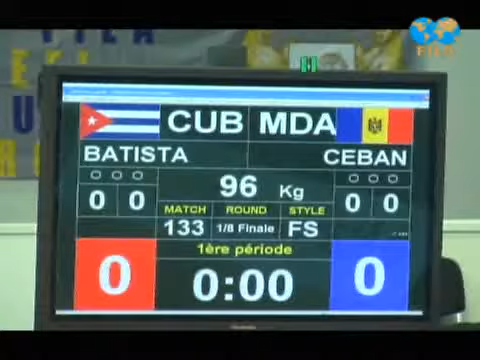 FILA
CUB MDA
BATISTA CEBAN
0 0 96 Kg 0 0
MATCH ROUND STYLE
133 1/8 Finale FS
1ère période
0 0:00 0